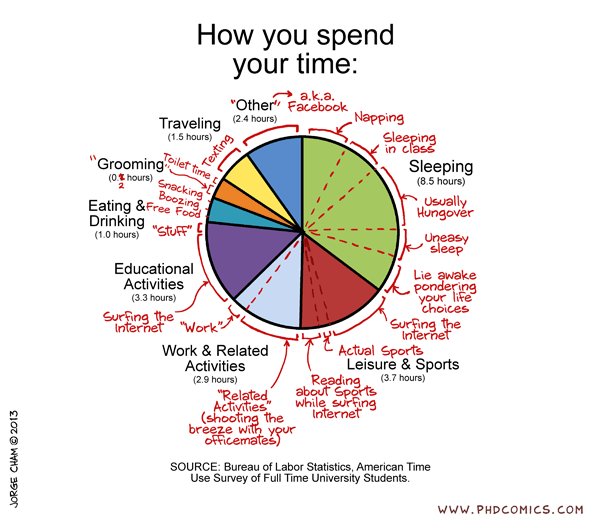 How you spend
your time:
"Other" a.k.a.
Facebook
(2.4 hours)
Traveling
(1.5 hours)
Texting
Napping
Sleeping
in class
Sleeping
(8.5 hours)
Usually
Hungover
Uneasy
sleep
Lie awake
pondering
your life
choices
"Grooming"
(0.8 hours)
2
Toilet time
Snacking
Boozing
Free Food
Eating &
Drinking
(1.0 hours)
"Stuff"
Educational
Activities
(3.3 hours)
Surfing the
Internet
"Work"
Work & Related
Activities
(2.9 hours)
"Related
Activities"
(shooting the
breeze with your
officemates)
Surfing the
Internet
Actual Sports
Leisure & Sports
(3.7 hours)
Reading
about Sports
while surfing
Internet
SOURCE: Bureau of Labor Statistics, American Time
Use Survey of Full Time University Students.
JORGE CHAM © 2013
WWW.PHDCOMICS.COM